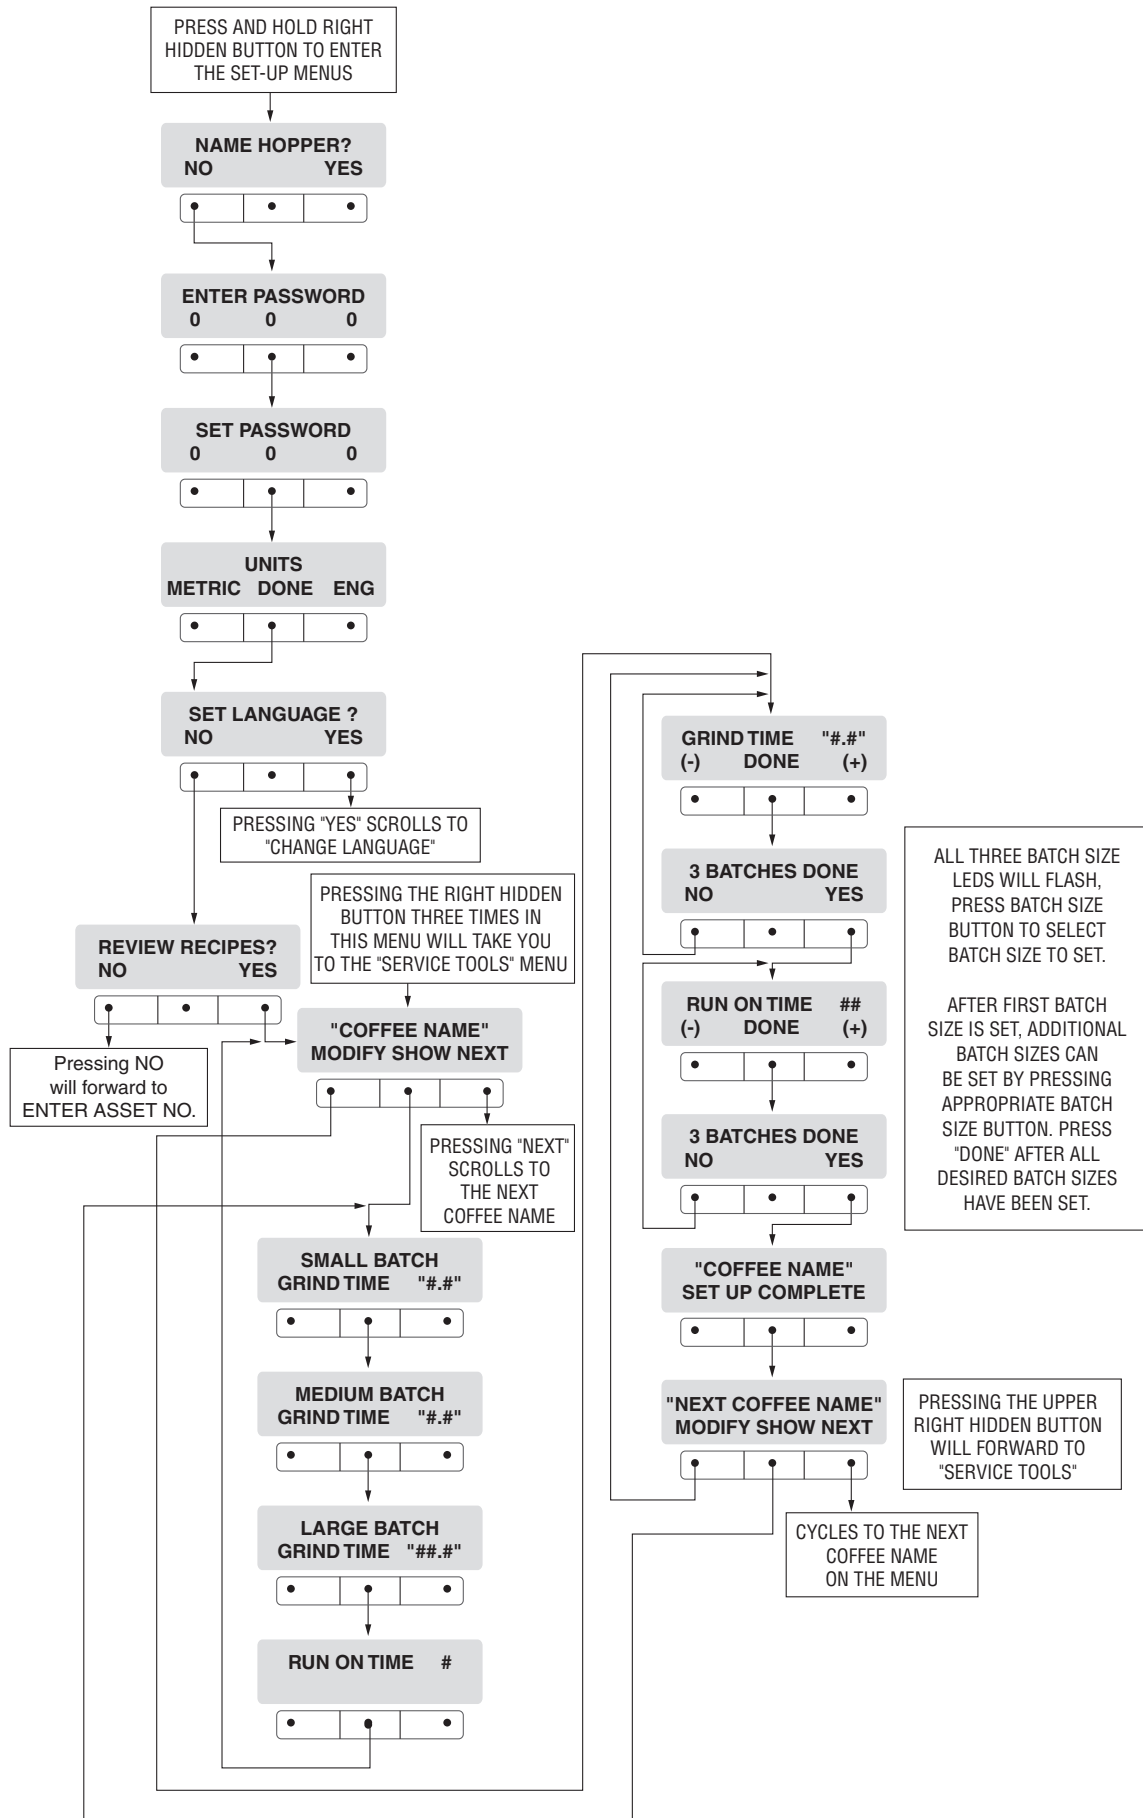 PRESS AND HOLD RIGHT
HIDDEN BUTTON TO ENTER
THE SET-UP MENUS
NAME HOPPER?
NO YES
ENTER PASSWORD
0 0 0
SET PASSWORD
0 0 0
UNITS
METRIC DONE ENG
SET LANGUAGE ?
NO YES
PRESSING "YES" SCROLLS TO
"CHANGE LANGUAGE"
REVIEW RECIPES?
NO YES
Pressing NO
will forward to
ENTER ASSET NO.
PRESSING THE RIGHT HIDDEN
BUTTON THREE TIMES IN
THIS MENU WILL TAKE YOU
TO THE "SERVICE TOOLS" MENU
"COFFEE NAME"
MODIFY SHOW NEXT
PRESSING "NEXT"
SCROLLS TO
THE NEXT
COFFEE NAME
SMALL BATCH
GRIND TIME "#.#"
MEDIUM BATCH
GRIND TIME "#.#"
LARGE BATCH
GRIND TIME "##.#"
RUN ON TIME #
GRIND TIME "#.#"
(-) DONE (+)
3 BATCHES DONE
NO YES
RUN ON TIME ##
(-) DONE (+)
3 BATCHES DONE
NO YES
"COFFEE NAME"
SET UP COMPLETE
"NEXT COFFEE NAME"
MODIFY SHOW NEXT
CYCLES TO THE NEXT
COFFEE NAME
ON THE MENU
ALL THREE BATCH SIZE
LEDS WILL FLASH,
PRESS BATCH SIZE
BUTTON TO SELECT
BATCH SIZE TO SET.
AFTER FIRST BATCH
SIZE IS SET, ADDITIONAL
BATCH SIZES CAN
BE SET BY PRESSING
APPROPRIATE BATCH
SIZE BUTTON. PRESS
"DONE" AFTER ALL
DESIRED BATCH SIZES
HAVE BEEN SET.
PRESSING THE UPPER
RIGHT HIDDEN BUTTON
WILL FORWARD TO
"SERVICE TOOLS"